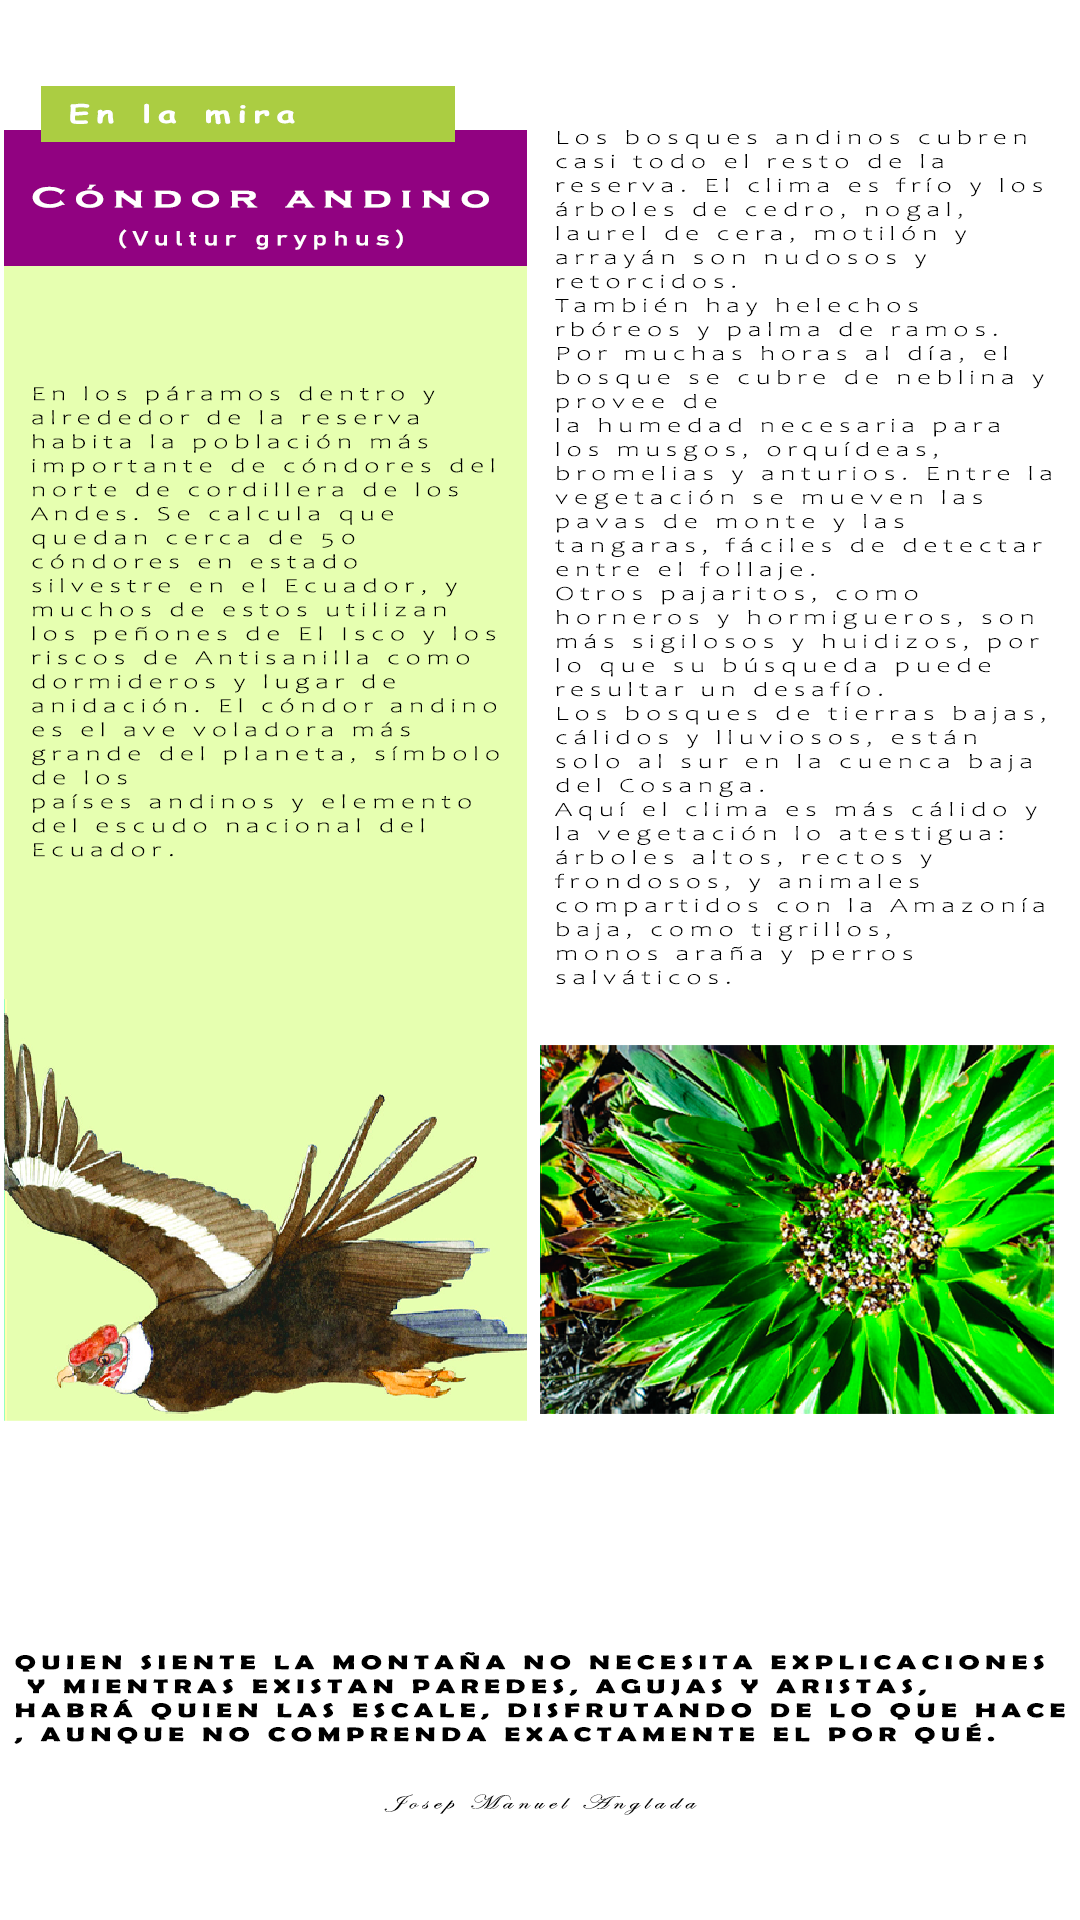 En la mira
CÓNDOR ANDINO
(Vultur gryphus)
En los páramos dentro y
alrededor de la reserva
habita la población más
importante de cóndores del
norte de cordillera de los
Andes. Se calcula que
quedan cerca de 50
cóndores en estado
silvestre en el Ecuador, y
muchos de estos utilizan
los peñones de El Isco y los
riscos de Antisanilla como
dormideros y lugar de
anidación. El cóndor andino
es el ave voladora más
grande del planeta, símbolo
de los
países andinos y elemento
del escudo nacional del
Ecuador.
Los bosques andinos cubren
casi todo el resto de la
reserva. El clima es frío y los
árboles de cedro, nogal,
laurel de cera, motilón y
arrayán son nudosos y
retorcidos.
También hay helechos
rbóreos y palma de ramos.
Por muchas horas al día, el
bosque se cubre de neblina y
provee de
la humedad necesaria para
los musgos, orquídeas,
bromelias y anturios. Entre la
vegetación se mueven las
pavas de monte y las
tangaras, fáciles de detectar
entre el follaje.
Otros pajaritos, como
horneros y hormigueros, son
más sigilosos y huidizos, por
lo que su búsqueda puede
resultar un desafío.
Los bosques de tierras bajas,
cálidos y lluviosos, están
solo al sur en la cuenca baja
del Cosanga.
Aquí el clima es más cálido y
la vegetación lo atestigua:
árboles altos, rectos y
frondosos, y animales
compartidos con la Amazonía
baja, como tigrillos,
monos araña y perros
salváticos.
QUIEN SIENTE LA MONTAÑA NO NECESITA EXPLICACIONES
Y MIENTRAS EXISTAN PAREDES, AGUJAS Y ARISTAS,
HABRÁ QUIEN LAS ESCALE, DISFRUTANDO DE LO QUE HACE
, AUNQUE NO COMPRENDA EXACTAMENTE EL POR QUÉ.
Josep Manuel Anglada